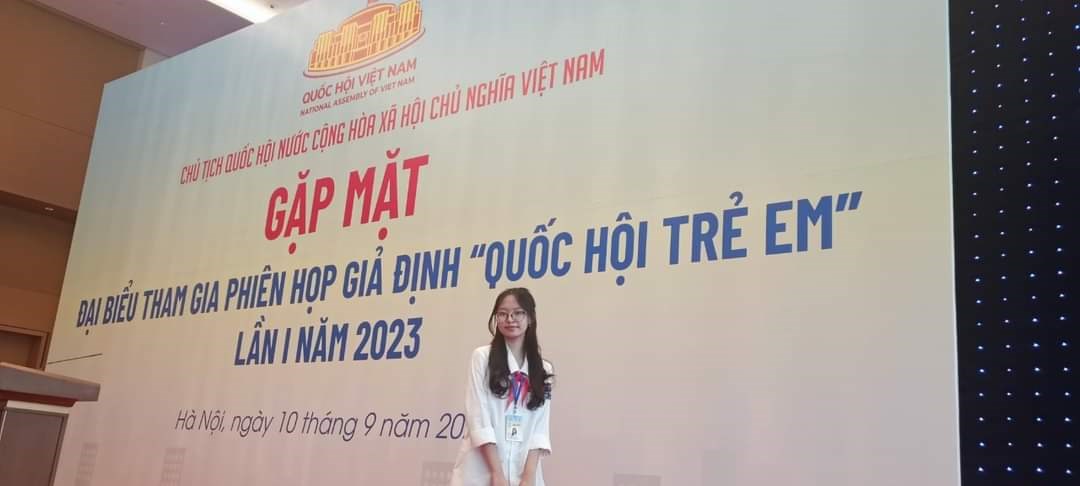 QUỐC HỘI VIỆT NAM
NATIONAL ASSEMBLY OF VIET NAM
CHỦ TỊCH QUỐC HỘI NƯỚC CỘNG HÒA XÃ HỘI CHỦ NGHĨA VIỆT NAM
GẶP MẶT
ĐẠI BIỂU THAM GIA PHIÊN HỌP GIẢ ĐỊNH “QUỐC HỘI TRẺ EM”
LẦN I NĂM 2023
Hà Nội, ngày 10 tháng 9 năm 20